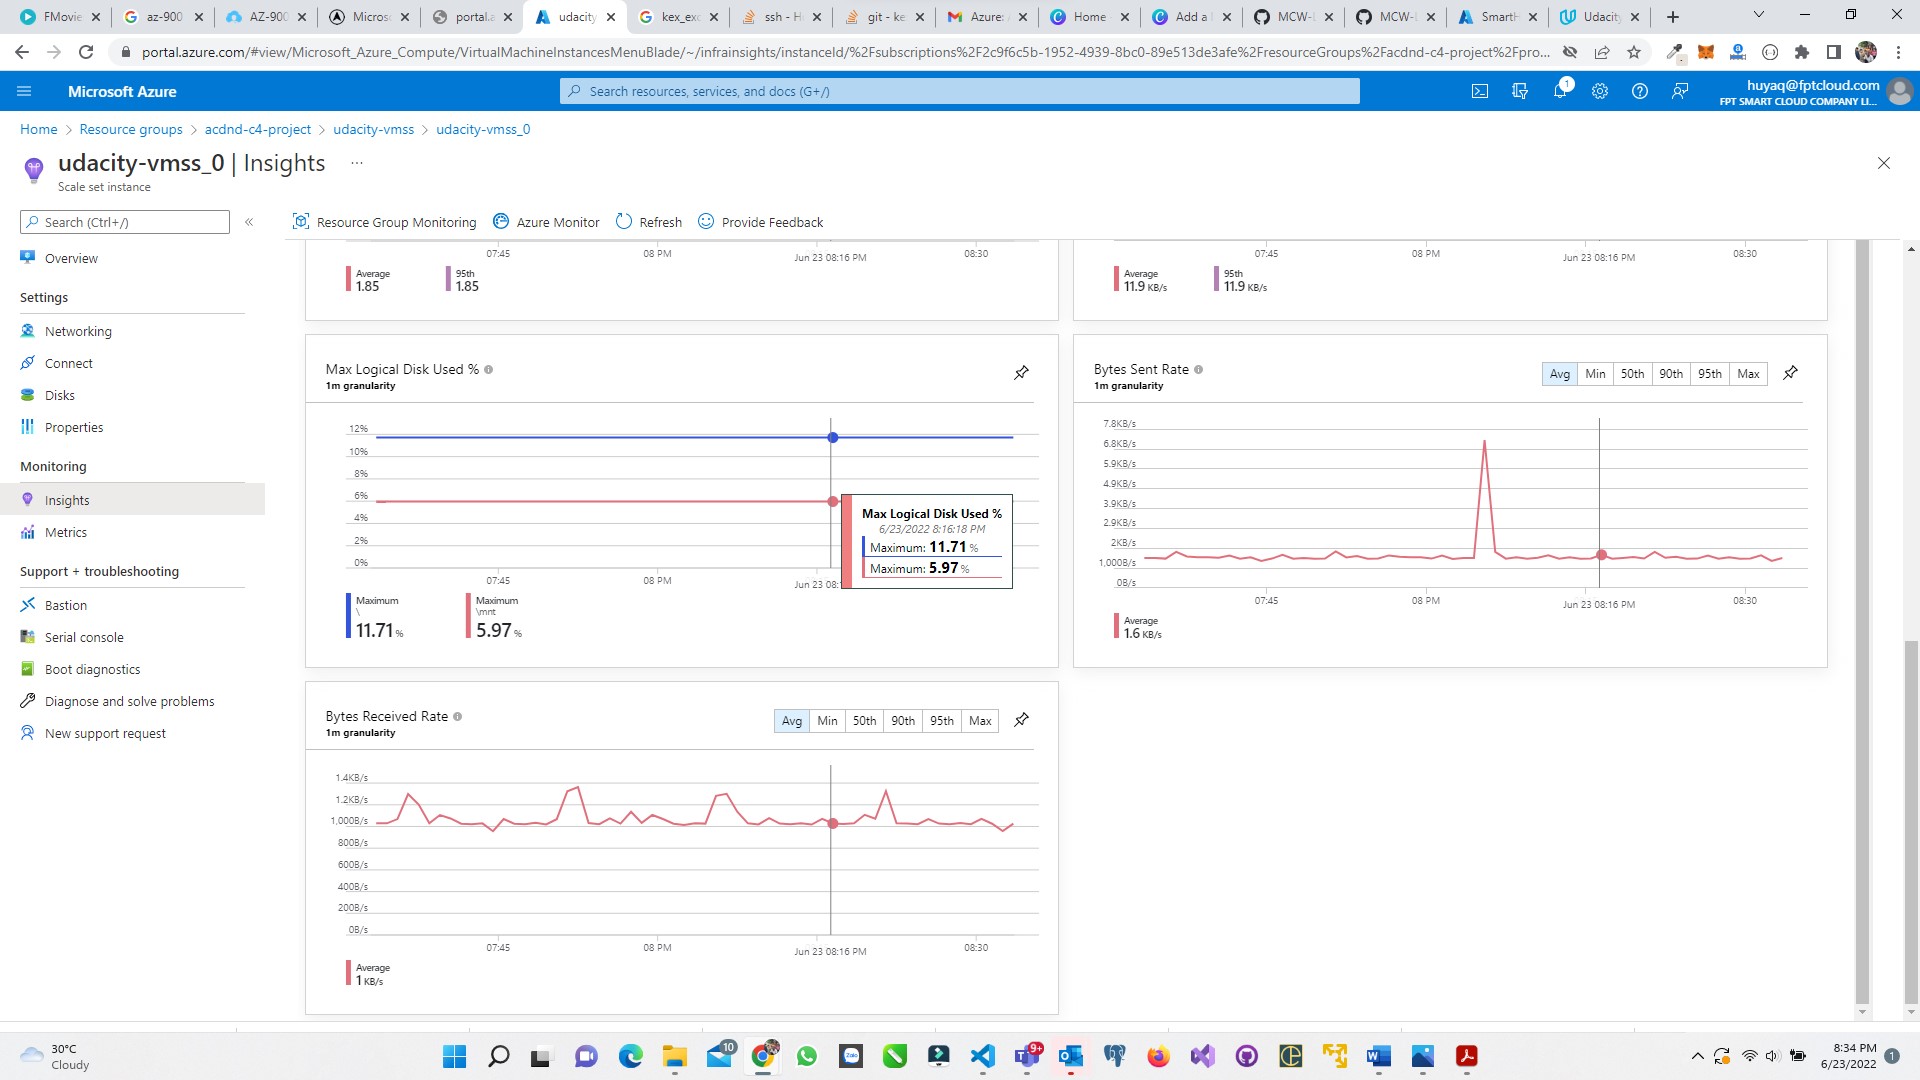 FMovie
az-900
AZ-900
Micros
portal.a
udacity
kex_exc
ssh - H
git - ke
Azure:
Home
Add a l
MCW-
MCW-
SmartH
Udacity
portal.azure.com/#view/Microsoft_Azure_Compute/VirtualMachineInstancesMenuBlade/~/infrainsights/instanceId/%2Fsubscriptions%2F2c9f6c5b-1952-4939-8bc0-89e513de3afe%2FresourceGroups%2Facdnd-c4-project%2Fpro...
Microsoft Azure
Search resources, services, and docs (G+/)
1
huyaq@fptcloud.com
FPT SMART CLOUD COMPANY LI...
Home > Resource groups > acdnd-c4-project > udacity-vmss > udacity-vmss_0
udacity-vmss_0 | Insights ...
Scale set instance
Search (Ctrl+/)
«
Overview
Settings
Networking
Connect
Disks
Properties
Monitoring
Insights
Metrics
Support + troubleshooting
Bastion
Serial console
Boot diagnostics
Diagnose and solve problems
New support request
Resource Group Monitoring
Azure Monitor
Refresh
Provide Feedback
07:45
08 PM
Jun 23 08:16 PM
08:30
Average
1.85
95th
1.85
07:45
08 PM
Jun 23 08:16 PM
08:30
Average
11.9 KB/s
95th
11.9 KB/s
Max Logical Disk Used %
1m granularity
12%
10%
8%
6%
4%
2%
0%
07:45
08 PM
Jun 23 08:
Max Logical Disk Used %
6/23/2022 8:16:18 PM
Maximum: 11.71 %
Maximum: 5.97 %
Maximum
\
11.71 %
Maximum
\mnt
5.97 %
Bytes Sent Rate
1m granularity
Avg Min 50th 90th 95th Max
7.8KB/s
6.8KB/s
5.9KB/s
4.9KB/s
3.9KB/s
2.9KB/s
2KB/s
1,000B/s
0B/s
07:45
08 PM
Jun 23 08:16 PM
08:30
Average
1.6 KB/s
Bytes Received Rate
1m granularity
Avg Min 50th 90th 95th Max
1.4KB/s
1.2KB/s
1,000B/s
800B/s
600B/s
400B/s
200B/s
0B/s
07:45
08 PM
Jun 23 08:16 PM
08:30
Average
1 KB/s
30°C
Cloudy
10
9+
8:34 PM
6/23/2022
1